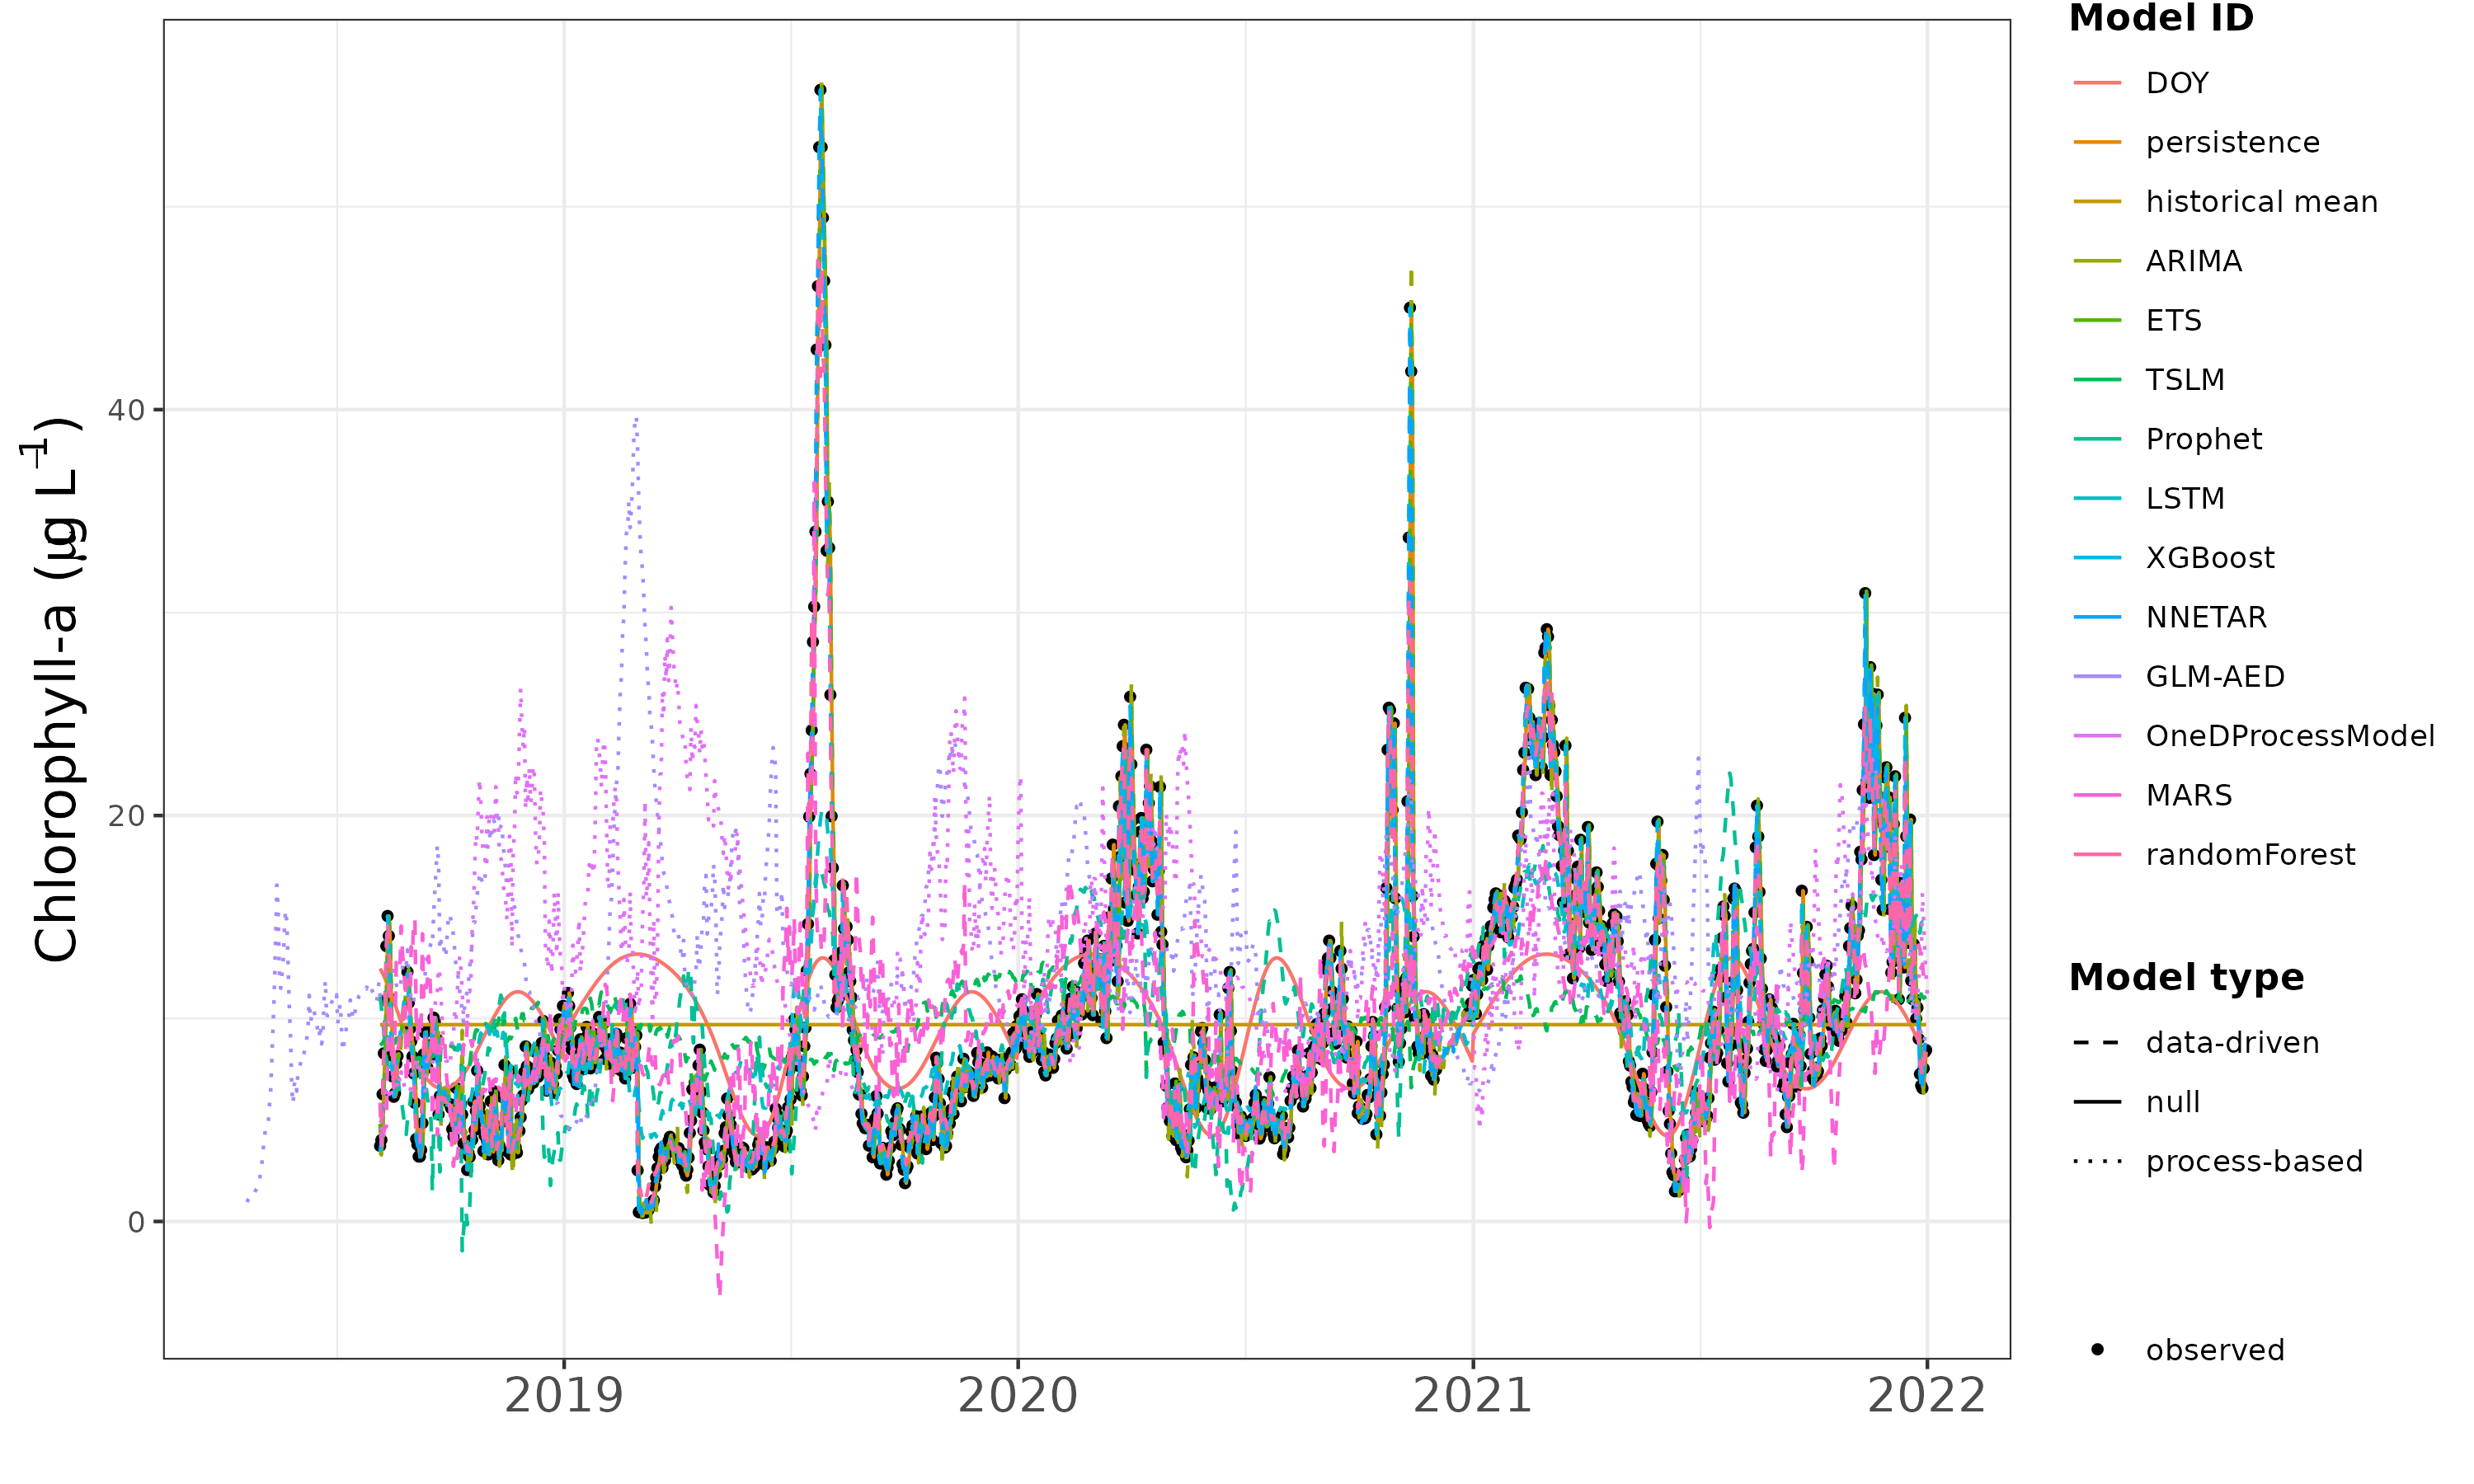 Chlorophyll-a (µg L⁻¹)
40
20
0
2019 2020 2021 2022
Model ID
DOY
persistence
historical mean
ARIMA
ETS
TSLM
Prophet
LSTM
XGBoost
NNETAR
GLM-AED
OneDProcessModel
MARS
randomForest
Model type
data-driven
null
process-based
observed